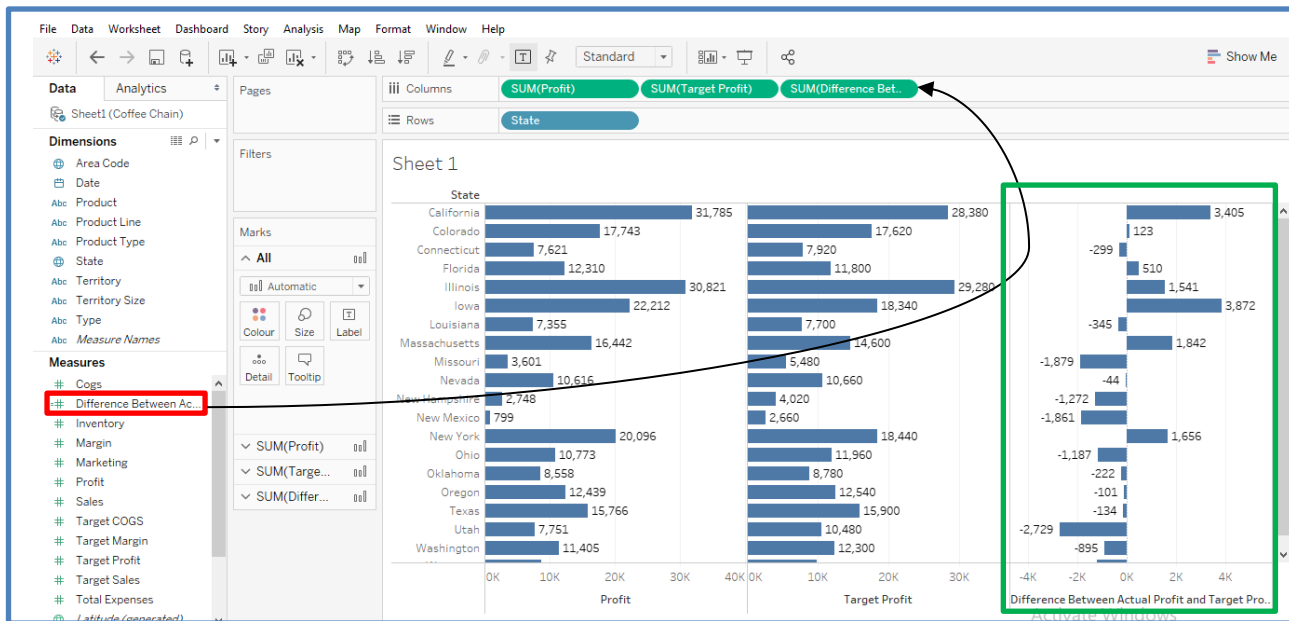 File Data Worksheet Dashboard Story Analysis Map Format Window Help
Standard
Show Me
Data Analytics
Sheet1 (Coffee Chain)
Dimensions
Area Code
Date
Abc Product
Abc Product Line
Abc Product Type
State
Abc Territory
Abc Territory Size
Abc Type
Abc Measure Names
Measures
# Cogs
=# Difference Between Ac...
# Inventory
# Margin
# Marketing
# Profit
# Sales
# Target COGS
# Target Margin
# Target Profit
# Target Sales
# Total Expenses
Latitude (generated)
Pages
Filters
Marks
All
Automatic
Colour Size Label
Detail Tooltip
SUM(Profit)
SUM(Targe...
SUM(Differ...
Columns SUM(Profit) SUM(Target Profit) SUM(Difference Bet..
Rows State
Sheet 1
State
California 31,785 28,380 3,405
Colorado 17,743 17,620 123
Connecticut 7,621 7,920 -299
Florida 12,310 11,800 510
Illinois 30,821 29,280 1,541
Iowa 22,212 18,340 3,872
Louisiana 7,355 7,700 -345
Massachusetts 16,442 14,600 1,842
Missouri 3,601 5,480 -1,879
Nevada 10,616 10,660 -44
New Hampshire 2,748 4,020 -1,272
New Mexico 799 2,660 -1,861
New York 20,096 18,440 1,656
Ohio 10,773 11,960 -1,187
Oklahoma 8,558 8,780 -222
Oregon 12,439 12,540 -101
Texas 15,766 15,900 -134
Utah 7,751 10,480 -2,729
Washington 11,405 12,300 -895
0K 10K 20K 30K 40K 0K 10K 20K 30K -4K -2K 0K 2K 4K
Profit Target Profit Difference Between Actual Profit and Target Pro..
Activate Windows